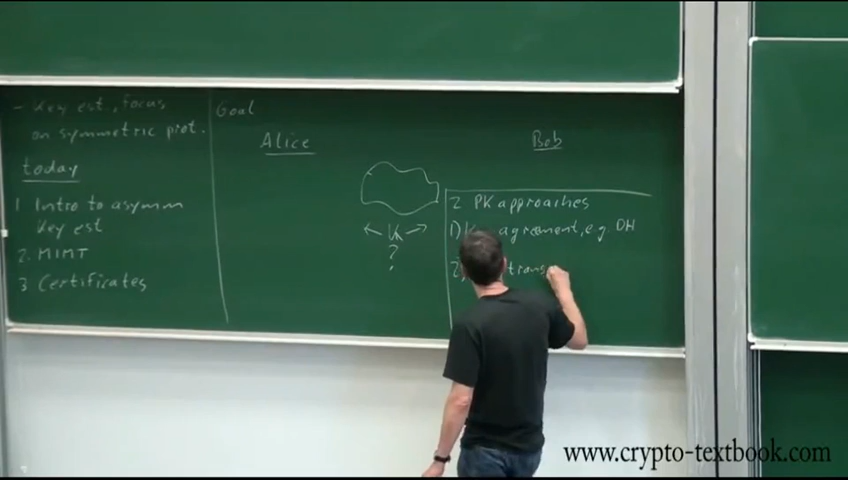 - Key est., Focus
on symmetric prot.
today
1 Intro to asymm
Key est
2. MIMT
3 Certificates
Goal
Alice
Bob
K
?
2 PK approaches
1) agreement, e.g. DH
2) trans
www.crypto-textbook.com